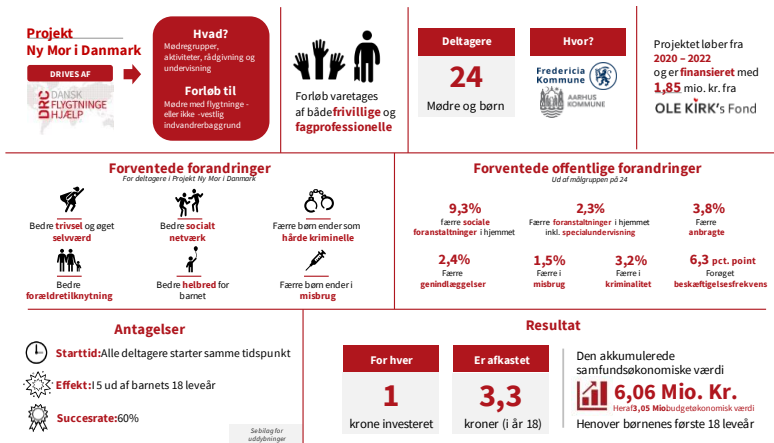 Projekt
Ny Mor i Danmark
DRIVES AF
DRC DANSK
FLYGTNINGE
HJÆLP
Hvad?
Mødregrupper,
aktiviteter, rådgivning og
undervisning
Forløb til
Mødre med flygtninge -
eller ikke -vestlig
indvandrerbaggrund
Forløb varetages
af både frivillige og
fagprofessionelle
Deltagere
24
Mødre og børn
Hvor?
Fredericia
Kommune
AARHUS
KOMMUNE
Projektet løber fra
2020 – 2022
og er finansieret med
1,85 mio. kr. fra
OLE KIRK's Fond
Forventede forandringer
For deltagere i Projekt Ny Mor i Danmark
Bedre trivsel og øget
selvværd
Bedre socialt
netværk
Færre børn ender som
hårde kriminelle
Bedre
forældretilknytning
Bedre helbred for
barnet
Færre børn ender i
misbrug
Forventede offentlige forandringer
Ud af målgruppen på 24
9,3%
færre sociale
foranstaltninger i hjemmet
2,3%
Færre foranstaltninger i hjemmet
inkl. specialundervisning
3,8%
Færre
anbragte
2,4%
Færre
genindlæggelser
1,5%
Færre i
misbrug
3,2%
Færre i
kriminalitet
6,3 pct. point
Forøget
beskæftigelsesfrekvens
Antagelser
Starttid: Alle deltagere starter samme tidspunkt
Effekt: I 5 ud af barnets 18 leveår
Succesrate: 60%
Se bilag for
uddybninger
Resultat
For hver
1
krone investeret
Er afkastet
3,3
kroner (i år 18)
Den akkumulerede
samfundsøkonomiske værdi
6,06 Mio. Kr.
Heraf 3,05 Mio budgetøkonomisk værdi
Henover børnenes første 18 leveår